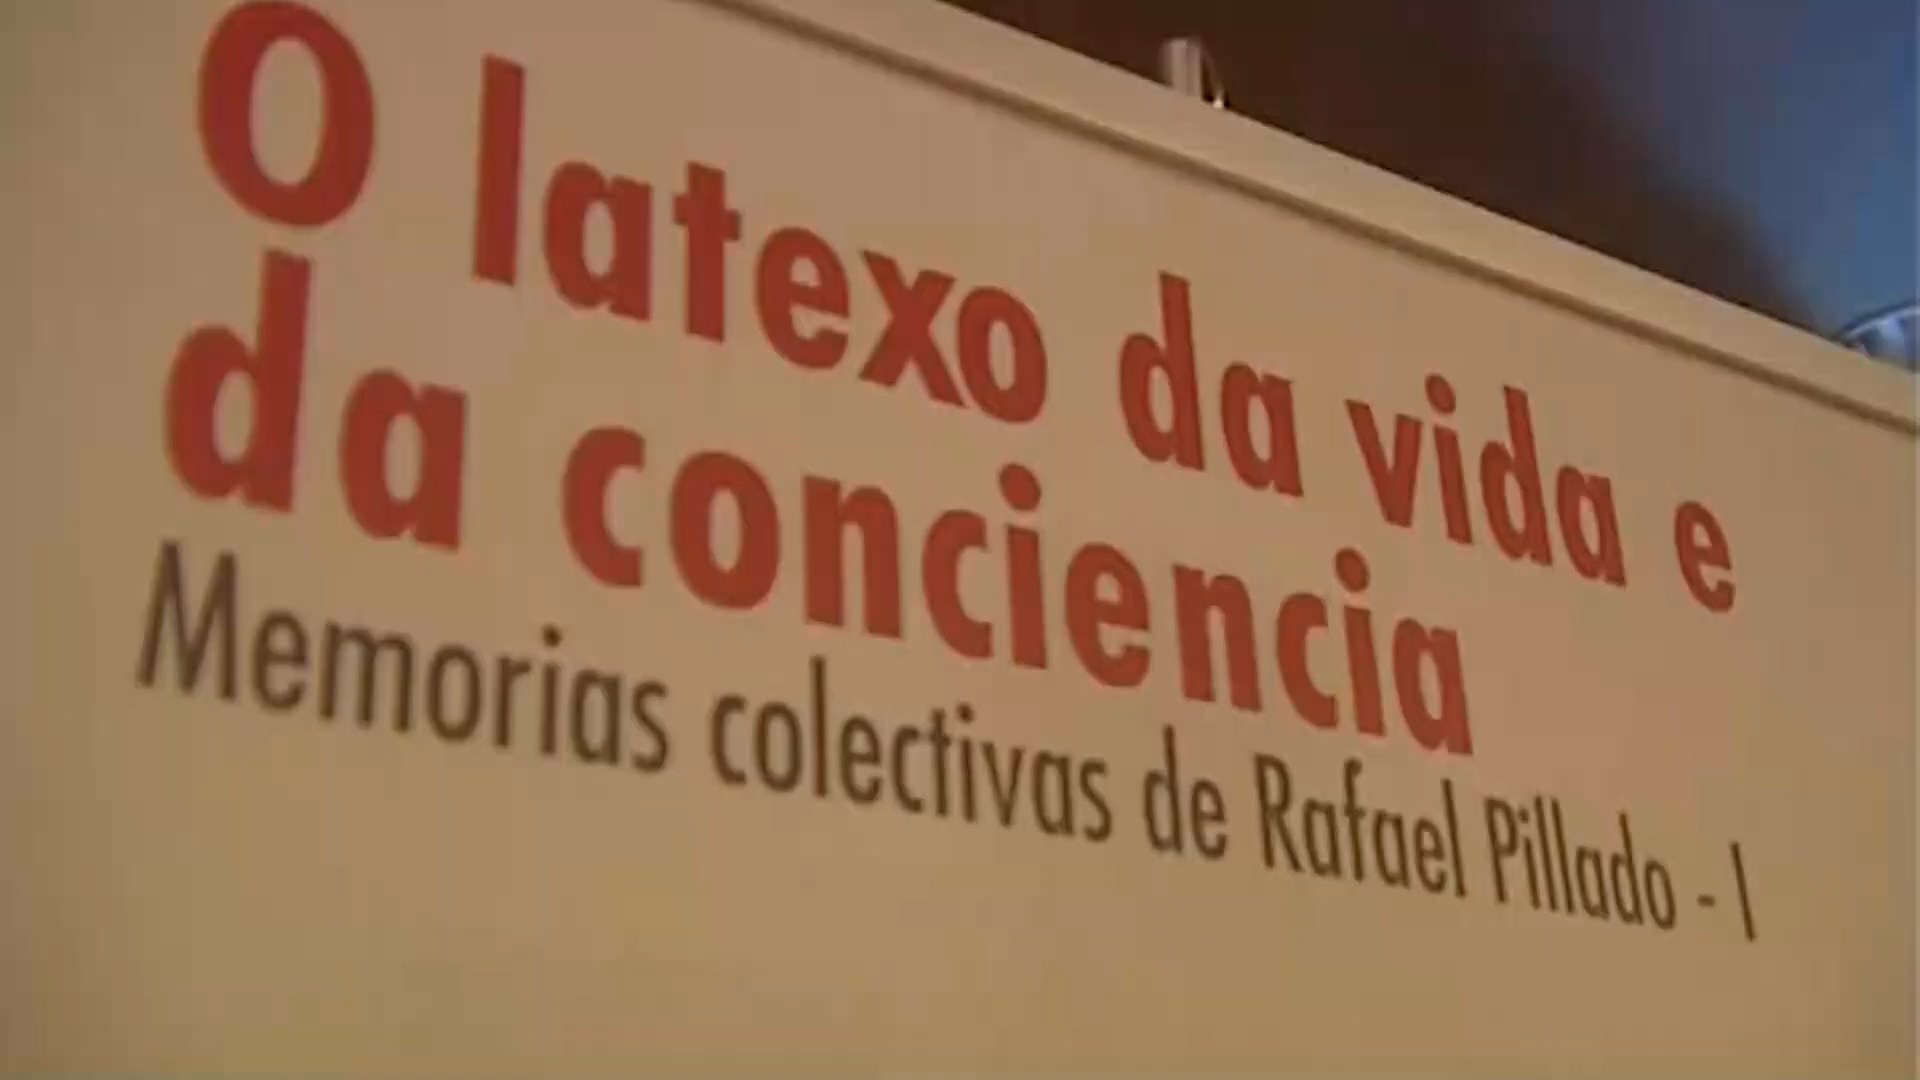 O latexo da vida e
da conciencia
Memorias colectivas de Rafael Pillado - I